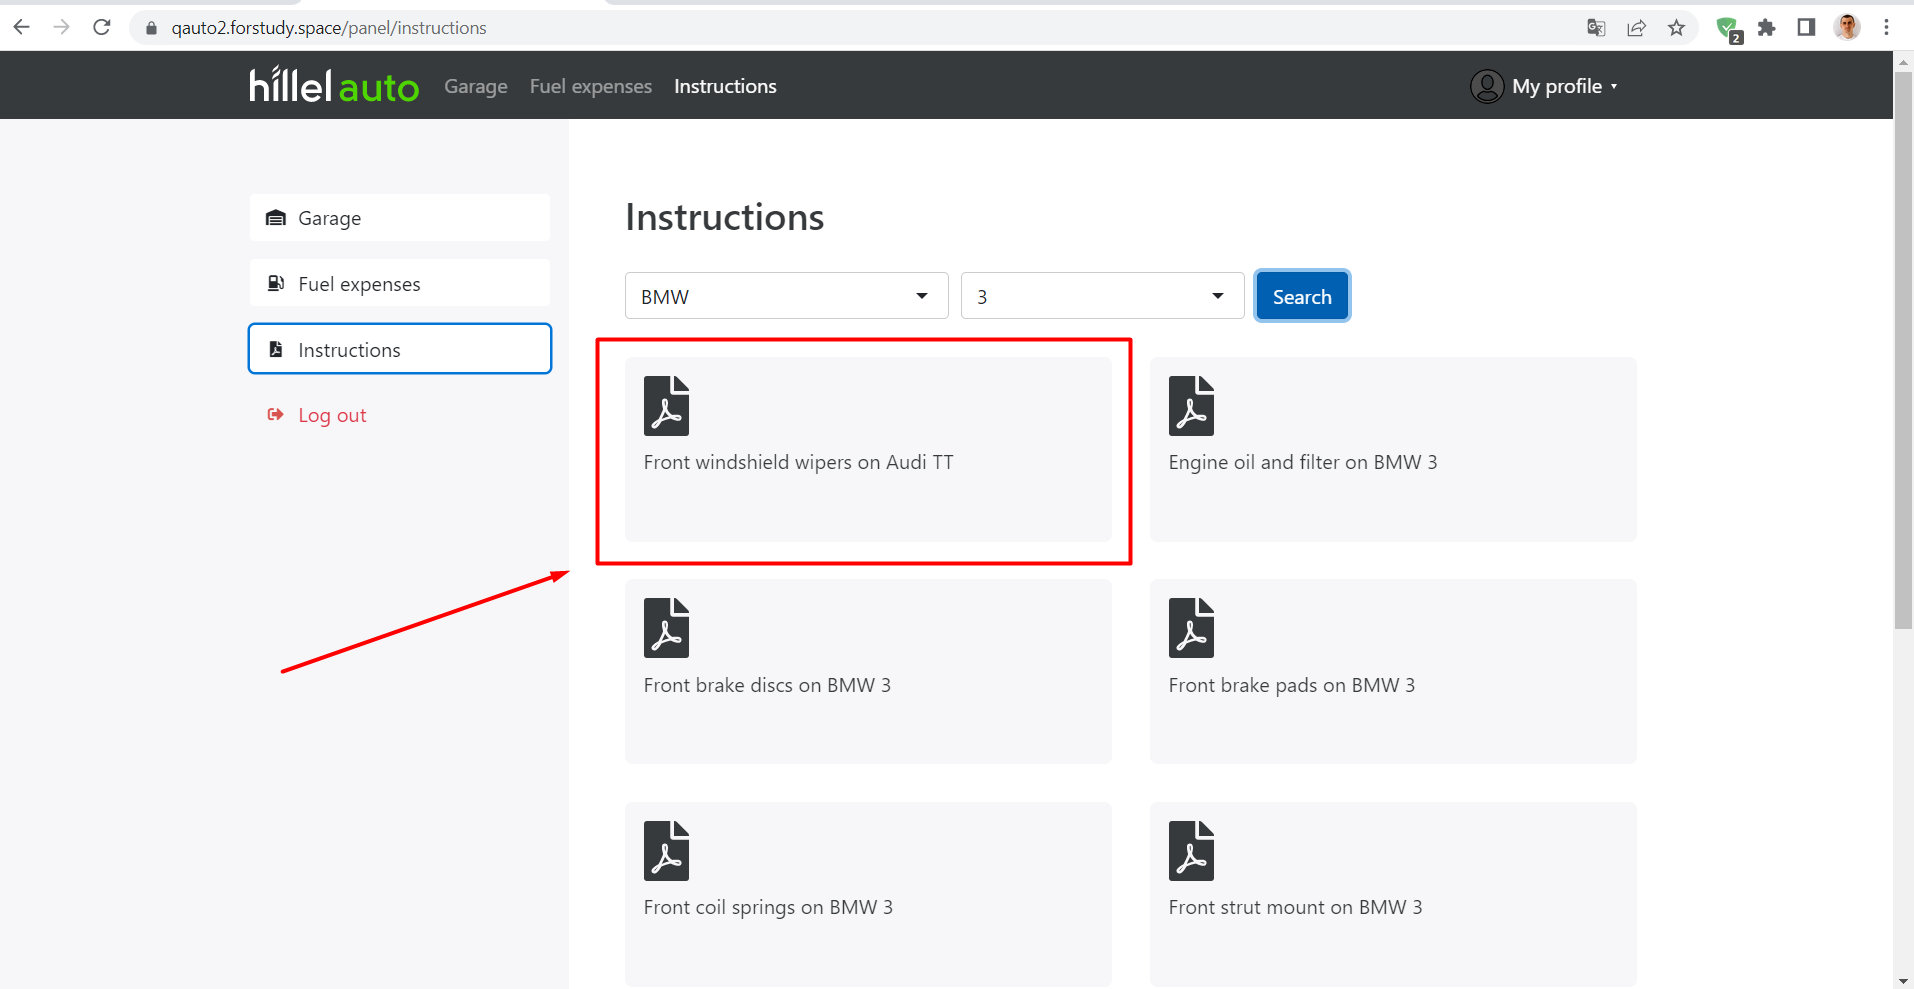 qauto2.forstudy.space/panel/instructions
2
hillel auto Garage Fuel expenses Instructions My profile
Garage
Fuel expenses
Instructions
Log out
Instructions
BMW 3 Search
Front windshield wipers on Audi TT
Engine oil and filter on BMW 3
Front brake discs on BMW 3
Front brake pads on BMW 3
Front coil springs on BMW 3
Front strut mount on BMW 3